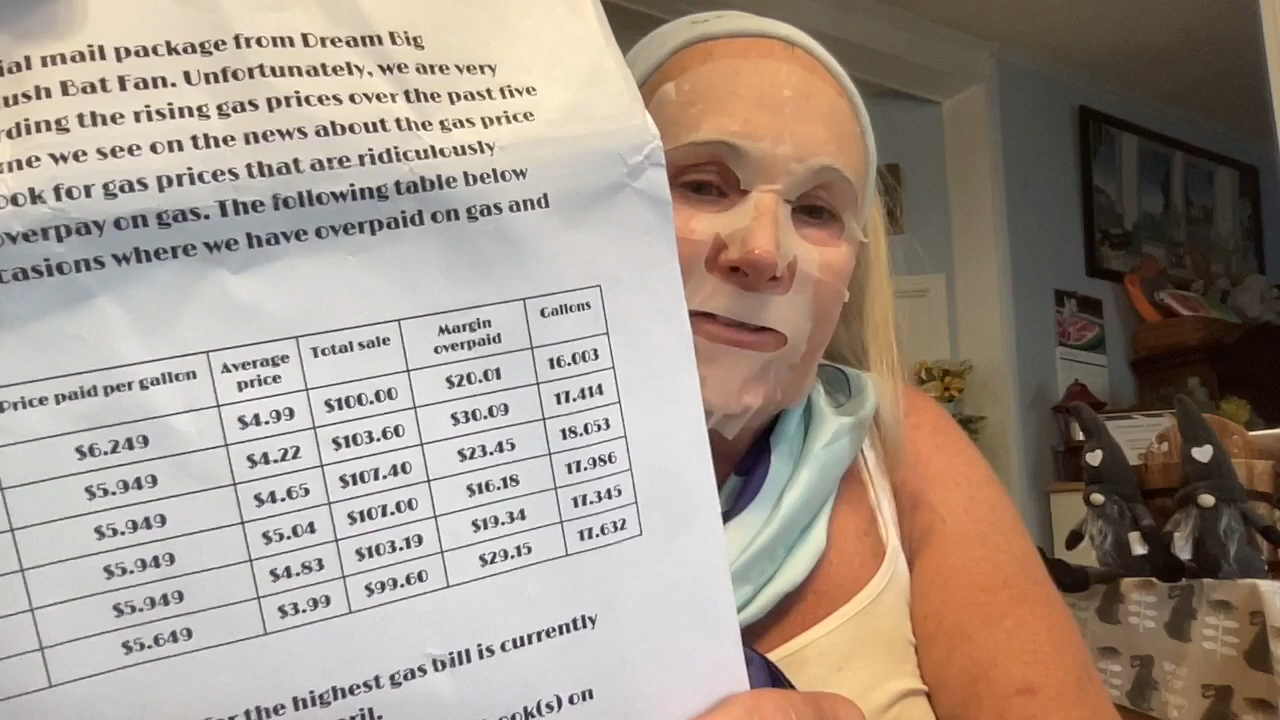 ial mail package from Dream Big
ush Bat Fan. Unfortunately, we are very
rding the rising gas prices over the past five
me we see on the news about the gas price
ook for gas prices that are ridiculously
overpay on gas. The following table below
casions where we have overpaid on gas and
Price paid per gallon Average price Total sale Margin overpaid Gallons
$6.249 $4.99 $100.00 $20.01 16.003
$5.949 $4.22 $103.60 $30.09 17.414
$5.949 $4.65 $107.40 $23.45 18.053
$5.949 $5.04 $107.00 $16.18 17.986
$5.949 $4.83 $103.19 $19.34 17.345
$5.649 $3.99 $99.60 $29.15 17.632
r the highest gas bill is currently
ril.
ook(s) on